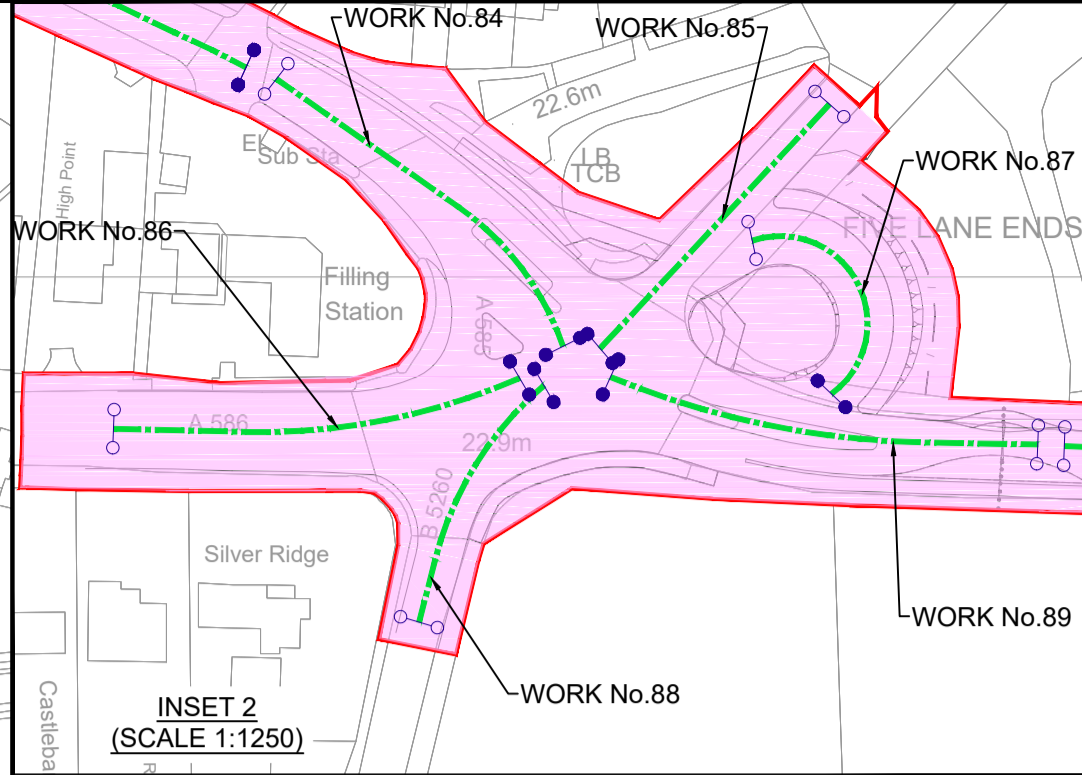 WORK No.84
WORK No.85
22.6m
El
Sub Sta
LB
TCB
High Point
WORK No.87
WORK No.86
FIVE LANE ENDS
Filling
Station
A 585
A 586
22.9m
B 5260
Silver Ridge
WORK No.89
WORK No.88
Castleba
INSET 2
(SCALE 1:1250)
R